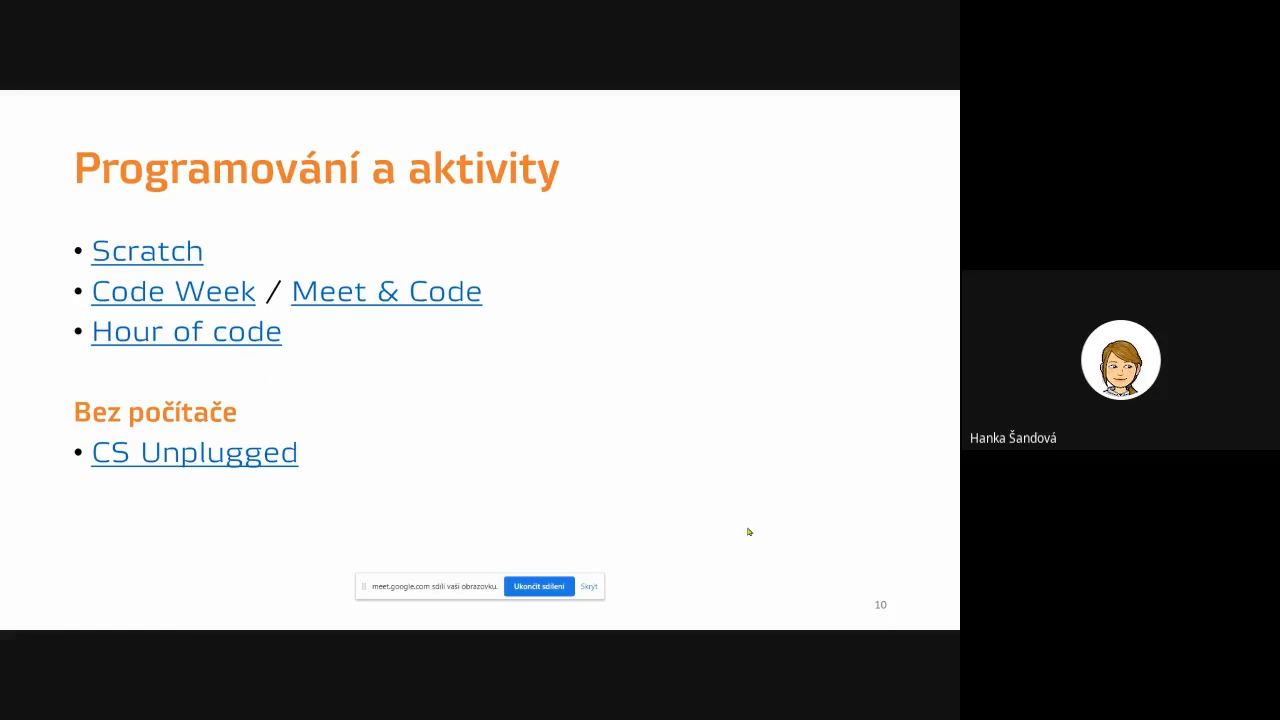 Programování a aktivity
• Scratch
• Code Week / Meet & Code
• Hour of code
Bez počítače
• CS Unplugged
meet.google.com sdílí vaši obrazovku. Ukončit sdílení Skrýt
10
Hanka Šandová